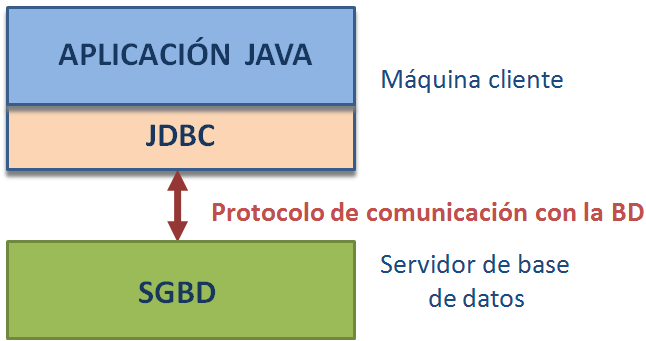 APLICACIÓN JAVA
Máquina cliente
JDBC
Protocolo de comunicación con la BD
Servidor de base
de datos
SGBD